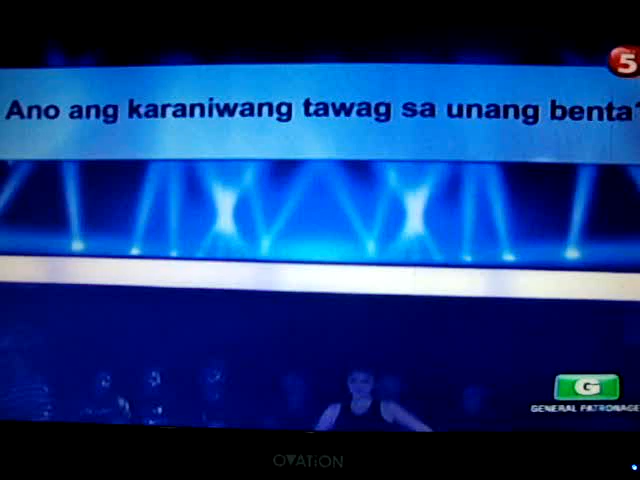 5
Ano ang karaniwang tawag sa unang benta?
G
GENERAL PATRONAGE
OVATION